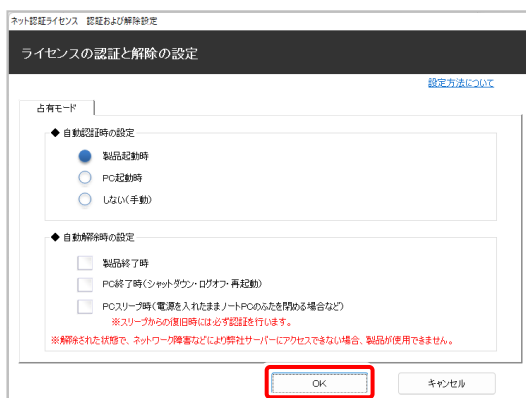 ネット認証ライセンス 認証および解除設定
ライセンスの認証と解除の設定
設定方法について
占有モード
◆ 自動認証時の設定
製品起動時
PC起動時
しない(手動)
◆ 自動解除時の設定
製品終了時
PC終了時(シャットダウン・ログオフ・再起動)
PCスリープ時(電源を入れたままノートPCのふたを閉める場合など)
※スリープからの復旧時には必ず認証を行います。
※解除された状態で、ネットワーク障害などにより弊社サーバーにアクセスできない場合、製品が使用できません。
OK
キャンセル